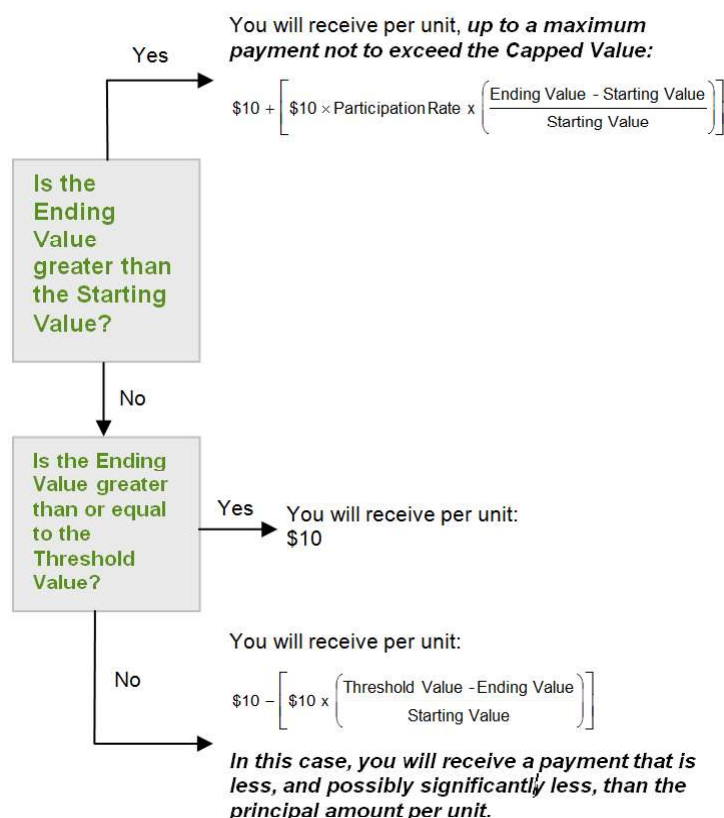 You will receive per unit, up to a maximum
payment not to exceed the Capped Value:
Yes
$10 + [ $10 × Participation Rate x ( Ending Value - Starting Value
Starting Value ) ]
Is the
Ending
Value
greater than
the Starting
Value?
No
Is the Ending
Value greater
than or equal
to the
Threshold
Value?
Yes
You will receive per unit:
$10
You will receive per unit:
No
$10 − [ $10 x ( Threshold Value - Ending Value
Starting Value ) ]
In this case, you will receive a payment that is
less, and possibly significantly less, than the
principal amount per unit.